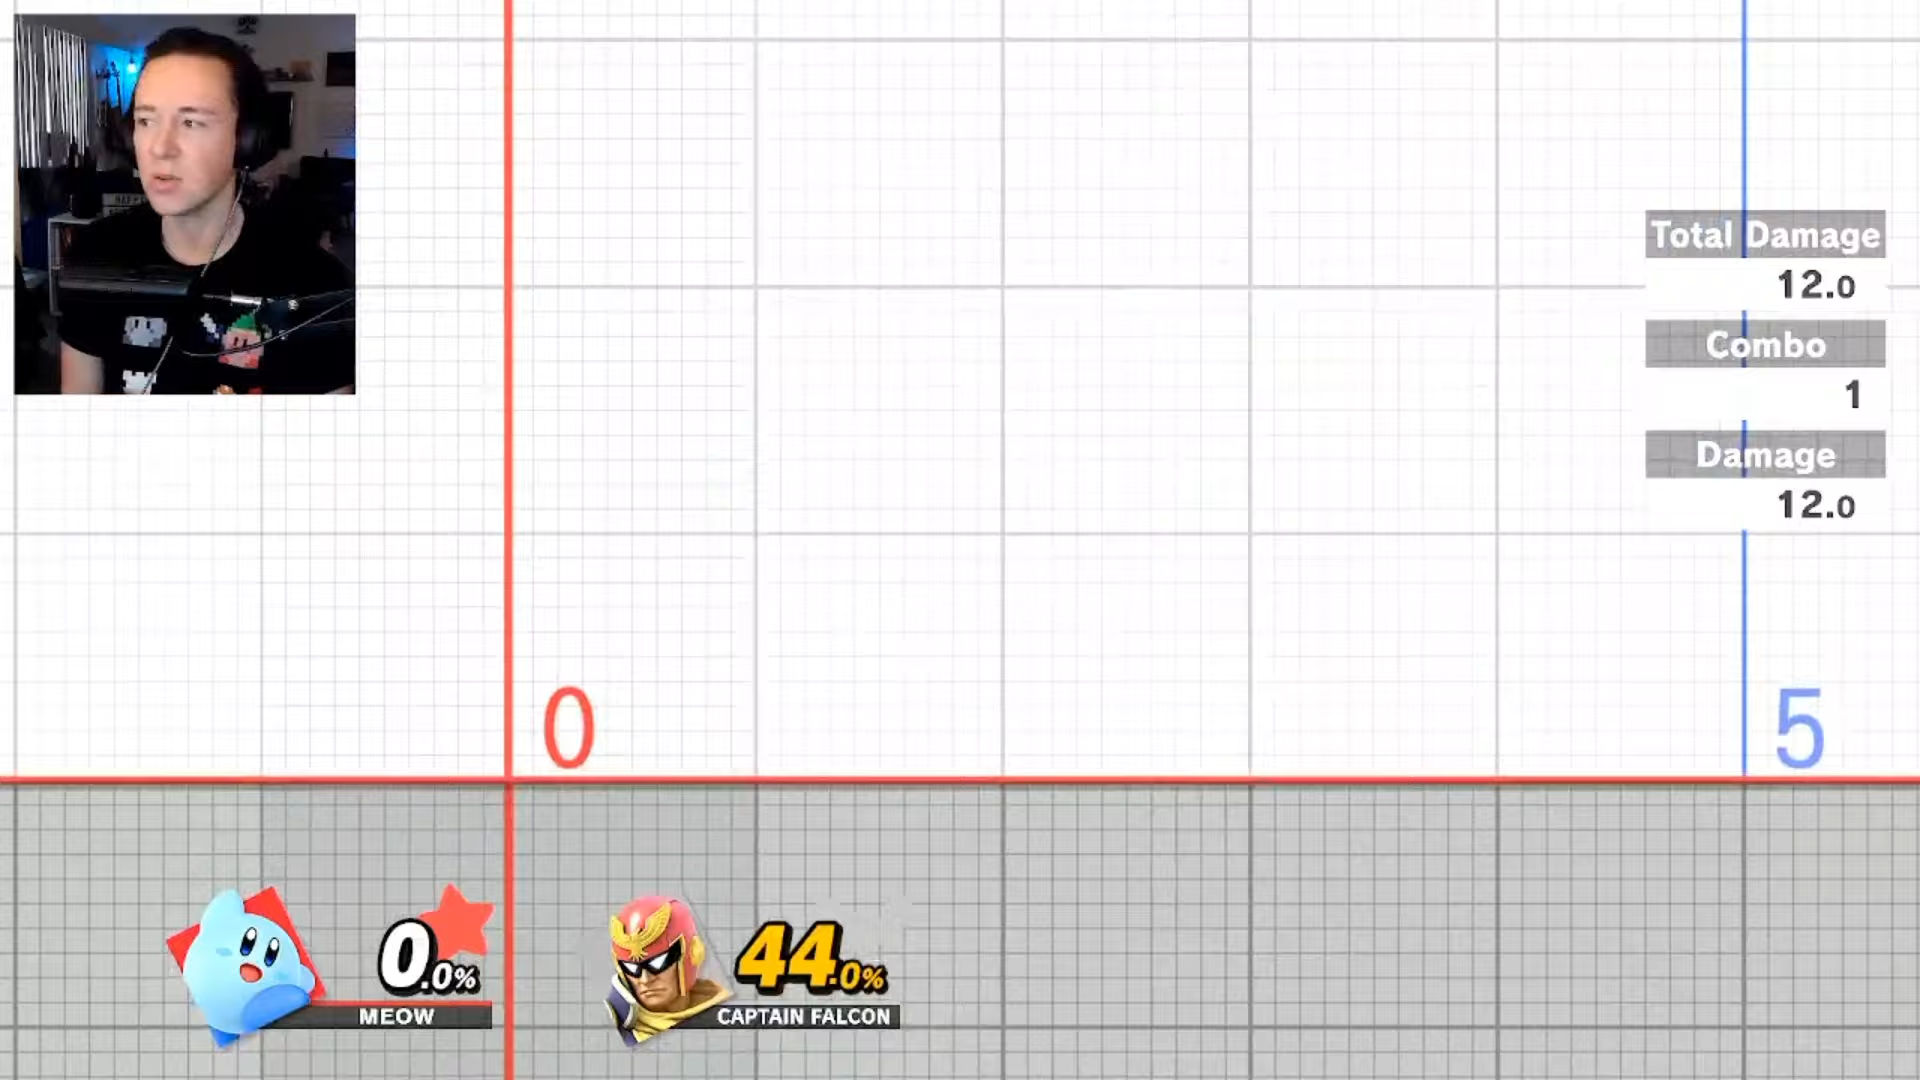 Total Damage
12.0
Combo
1
Damage
12.0
0
5
0.0%
MEOW
44.0%
CAPTAIN FALCON